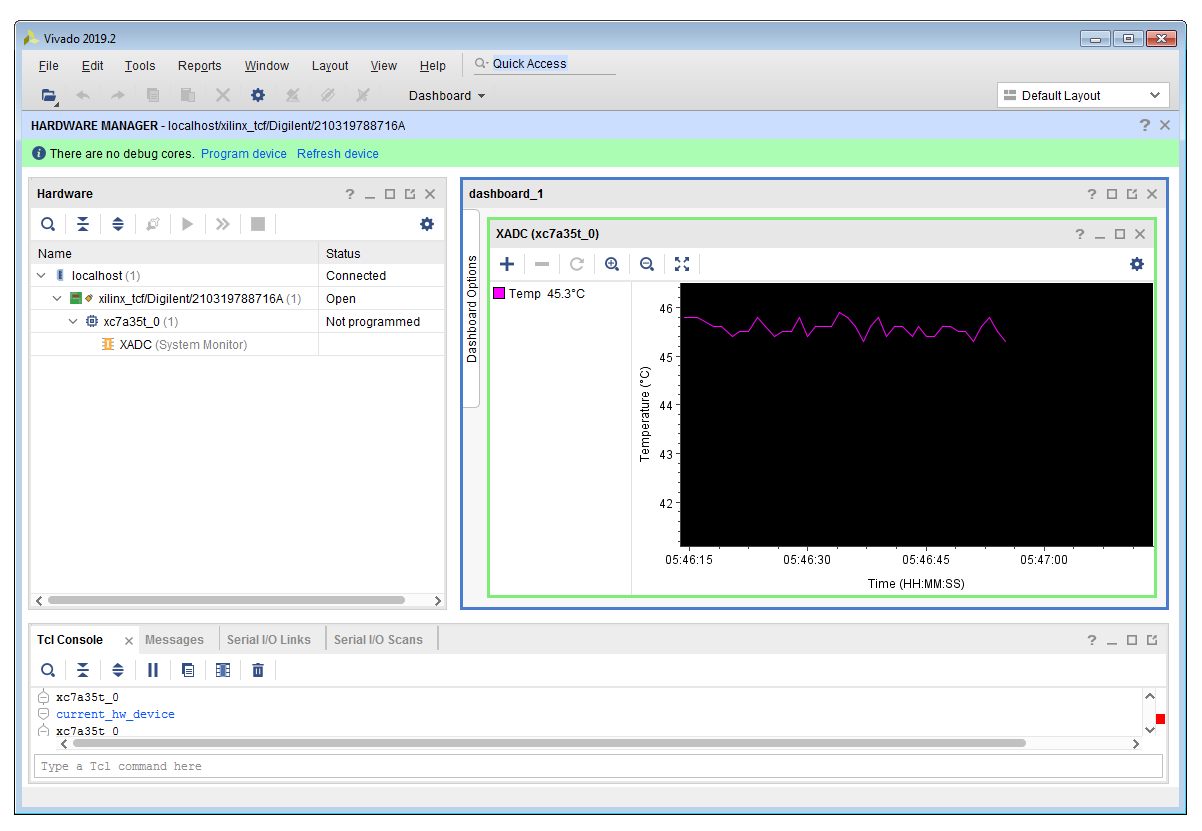 Vivado 2019.2
File Edit Tools Reports Window Layout View Help Quick Access
Dashboard Default Layout
HARDWARE MANAGER - localhost/xilinx_tcf/Digilent/210319788716A
There are no debug cores. Program device Refresh device
Hardware
Name Status
localhost (1) Connected
xilinx_tcf/Digilent/210319788716A (1) Open
xc7a35t_0 (1) Not programmed
XADC (System Monitor)
dashboard_1
Dashboard Options
XADC (xc7a35t_0)
Temp 45.3°C
Temperature (°C)
46
45
44
43
42
05:46:15 05:46:30 05:46:45 05:47:00
Time (HH:MM:SS)
Tcl Console Messages Serial I/O Links Serial I/O Scans
xc7a35t_0
current_hw_device
xc7a35t_0
Type a Tcl command here